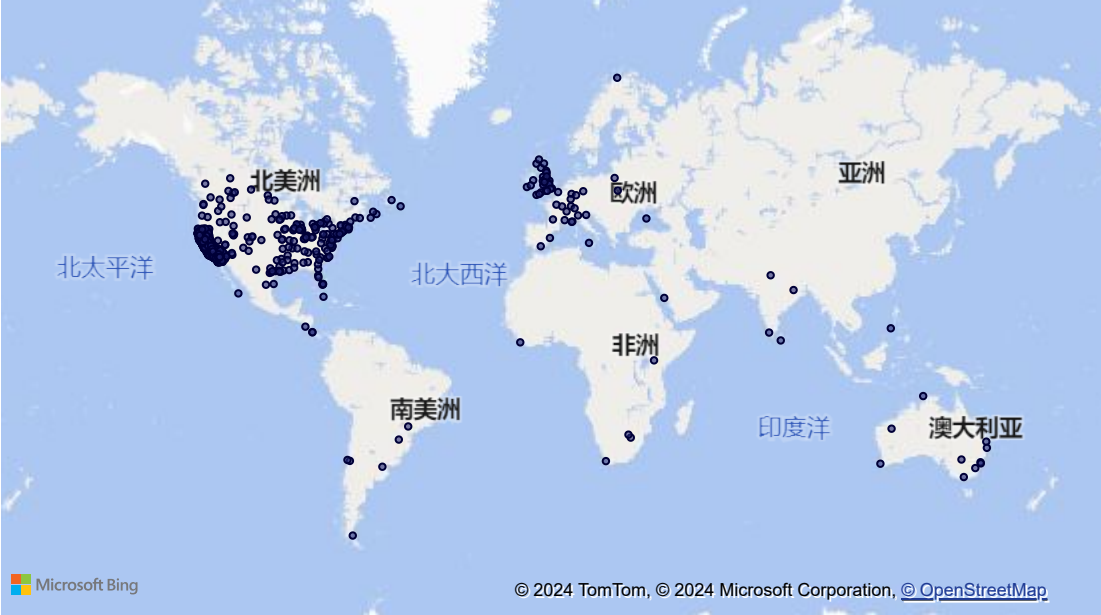 亚洲
北美洲
欧洲
北太平洋
北大西洋
非洲
南美洲
印度洋
澳大利亚
Microsoft Bing
© 2024 TomTom, © 2024 Microsoft Corporation, © OpenStreetMap